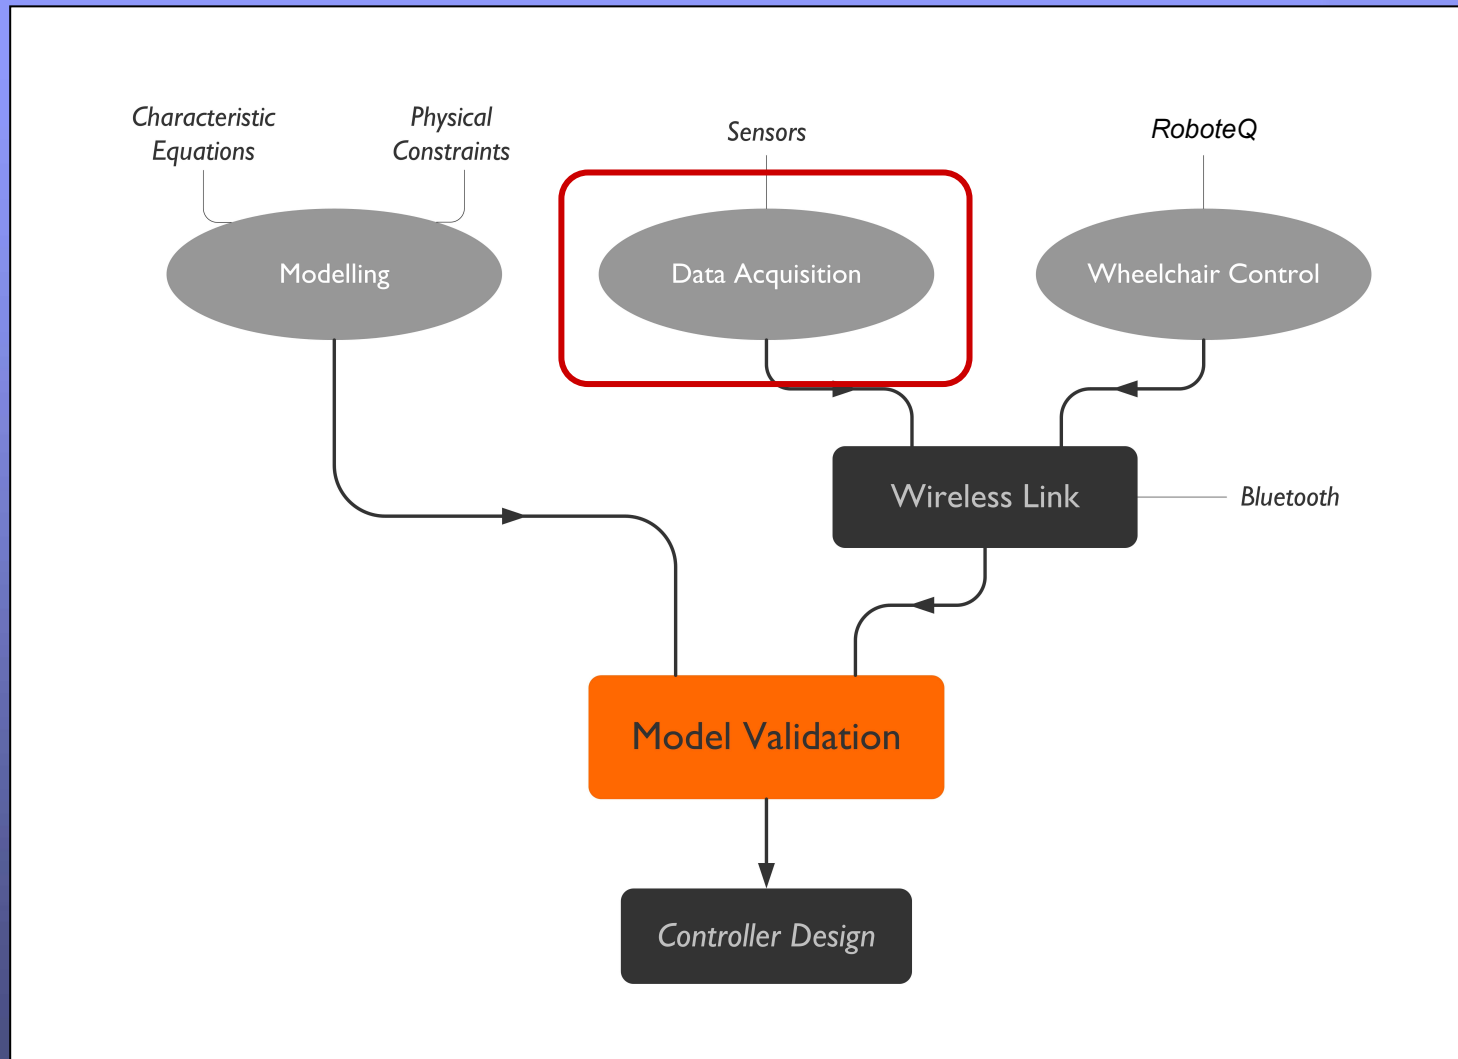 Characteristic
Equations
Physical
Constraints
Sensors
RoboteQ
Modelling
Data Acquisition
Wheelchair Control
Wireless Link
Bluetooth
Model Validation
Controller Design